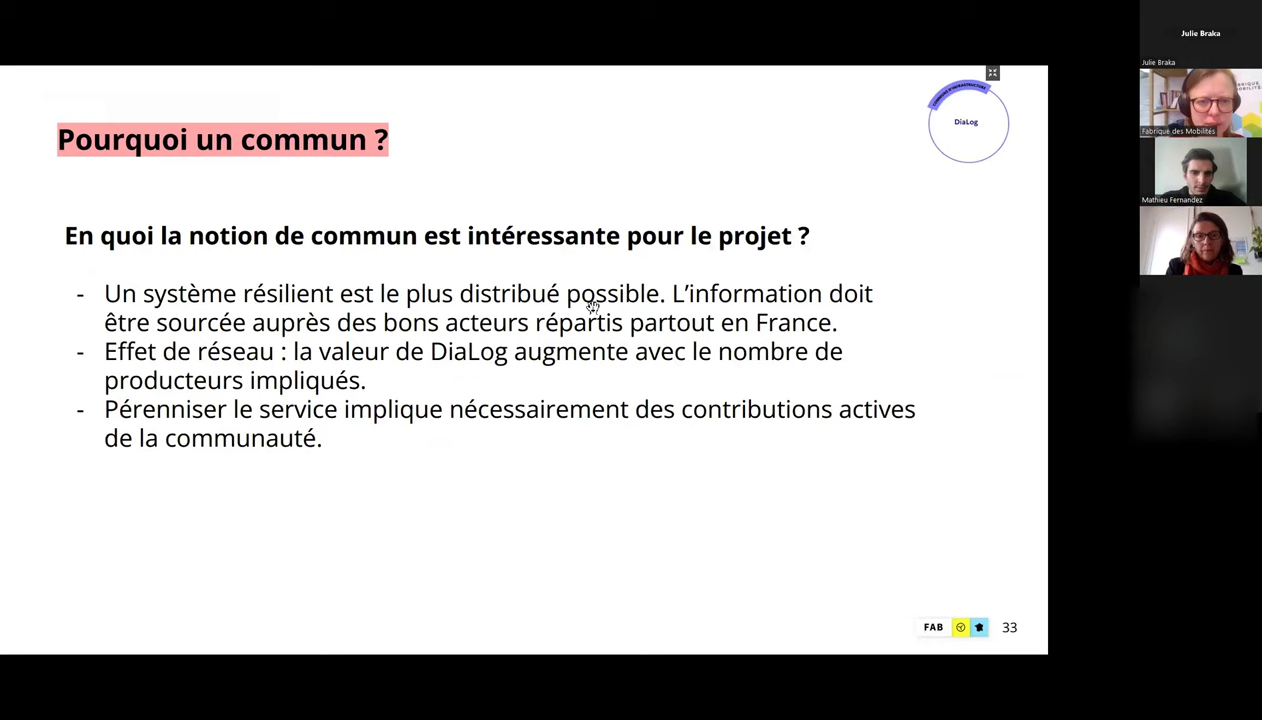 Julie Braka
Julie Braka
COMMUNS D'INFRASTRUCTURE
DiaLog
Pourquoi un commun ?
En quoi la notion de commun est intéressante pour le projet ?
- Un système résilient est le plus distribué possible. L’information doit
être sourcée auprès des bons acteurs répartis partout en France.
- Effet de réseau : la valeur de DiaLog augmente avec le nombre de
producteurs impliqués.
- Pérenniser le service implique nécessairement des contributions actives
de la communauté.
FAB
33
Fabrique des Mobilités
Mathieu Fernandez